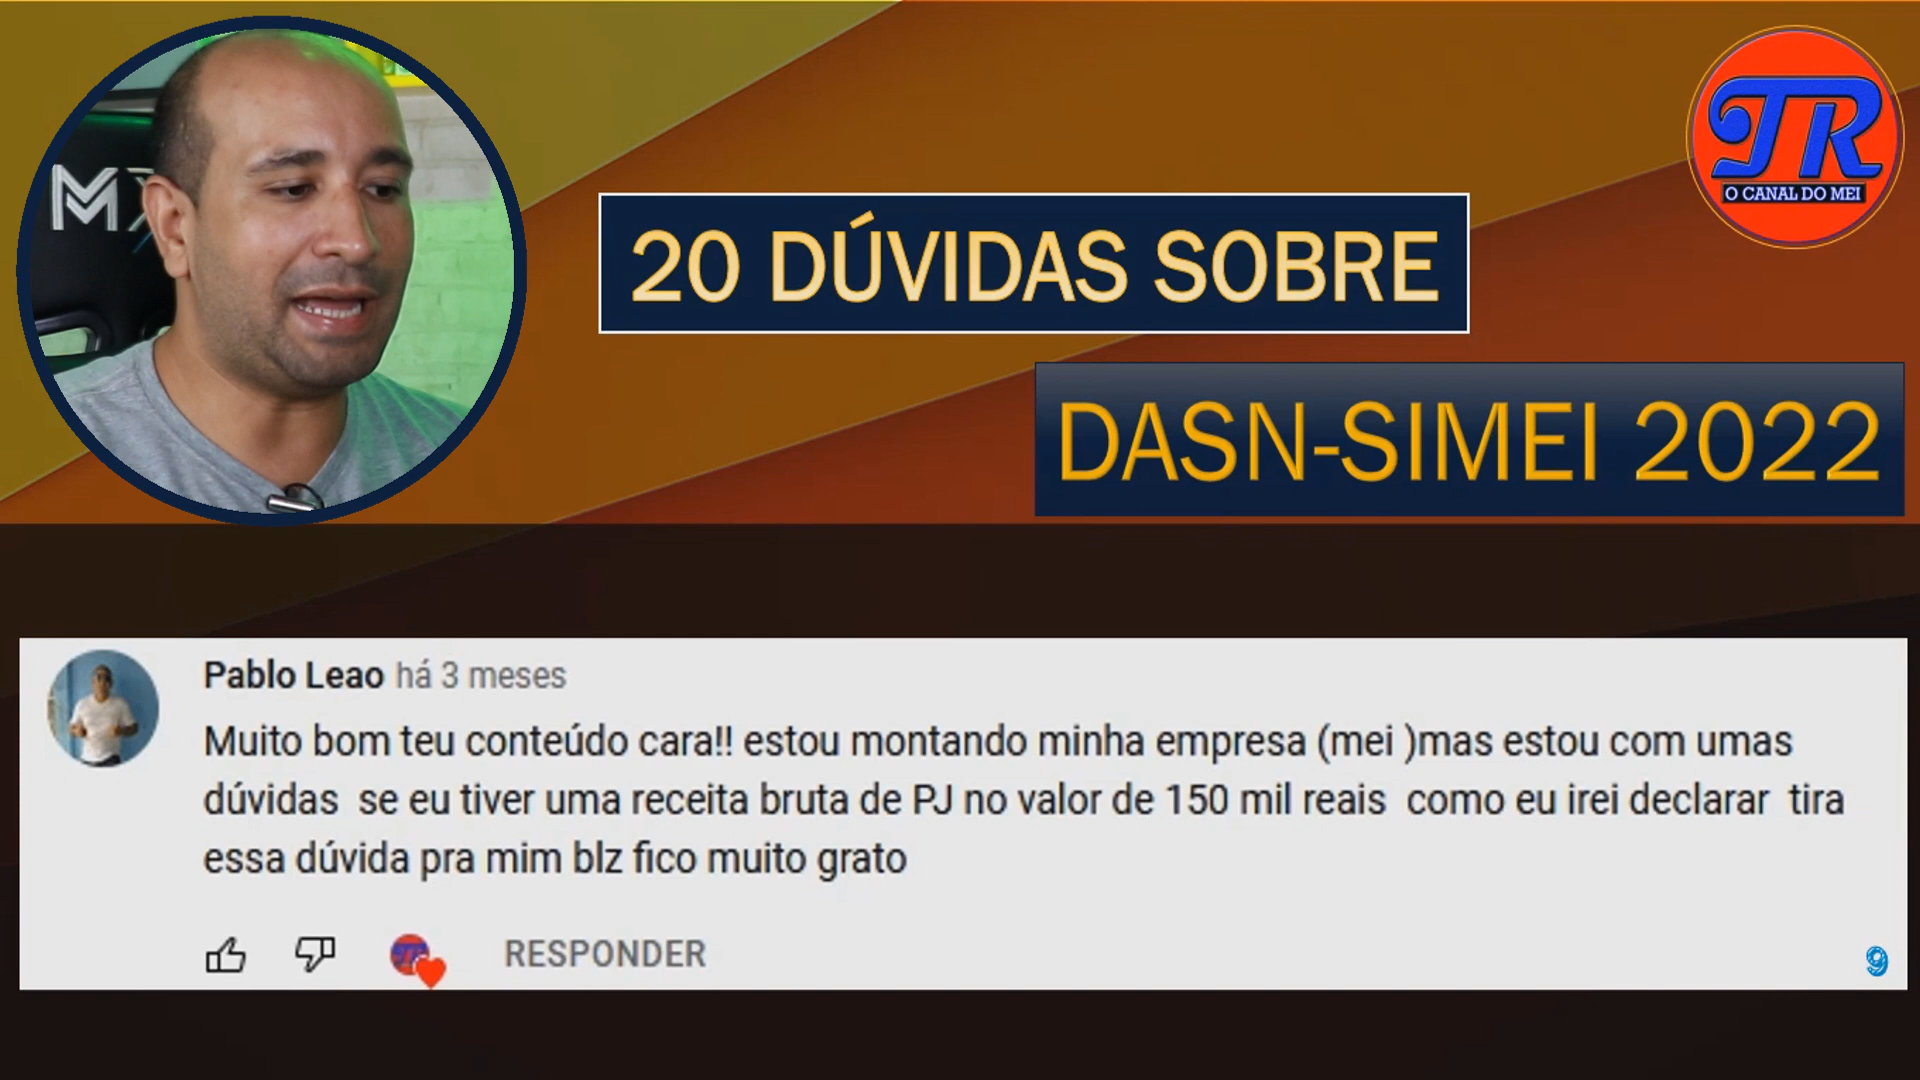 MX
TR
O CANAL DO MEI
20 DÚVIDAS SOBRE
DASN-SIMEI 2022
Pablo Leao há 3 meses
Muito bom teu conteúdo cara!! estou montando minha empresa (mei )mas estou com umas
dúvidas  se eu tiver uma receita bruta de PJ no valor de 150 mil reais  como eu irei declarar  tira
essa dúvida pra mim blz fico muito grato
RESPONDER
9